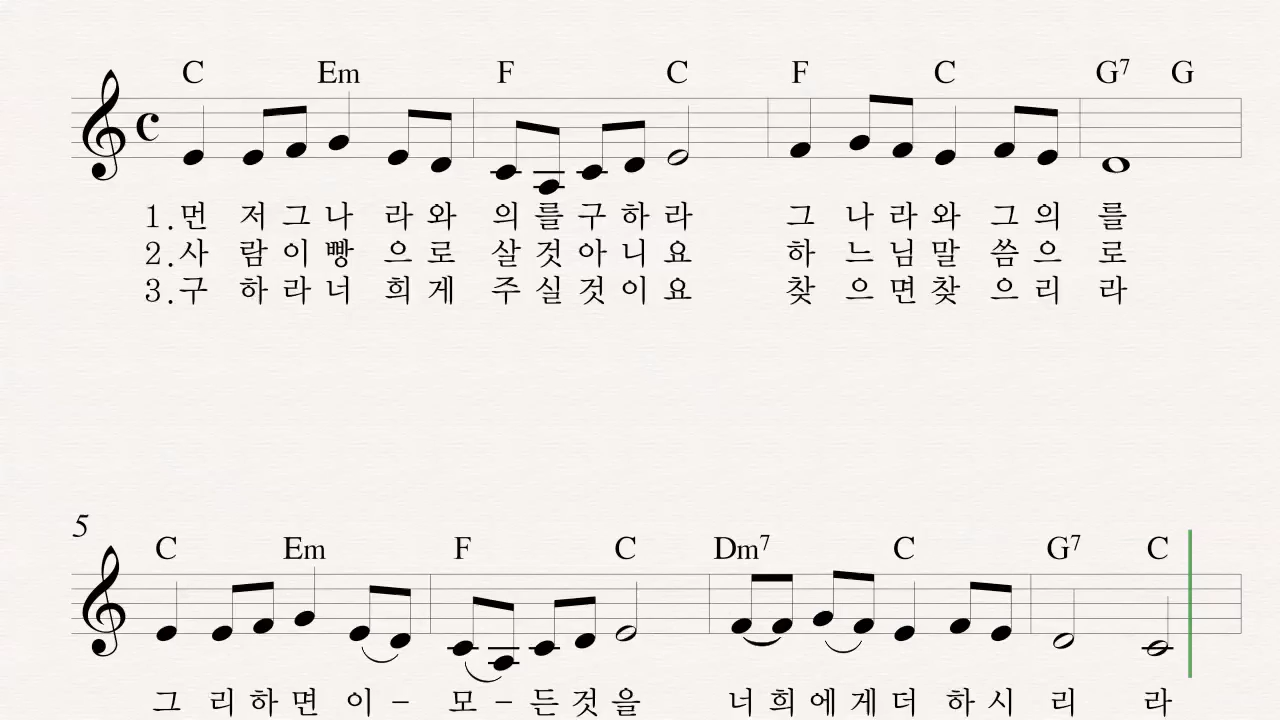 C Em F C F C G7 G
1.먼 저 그 나 라 와 의 를 구 하 라 그 나 라 와 그 의 를
2.사 람 이 빵 으 로 살 것 아 니 요 하 느 님 말 씀 으 로
3.구 하 라 너 희 게 주 실 것 이 요 찾 으 면 찾 으 리 라
5
C Em F C Dm7 C G7 C
그 리 하 면 이 – 모 – 든 것 을 너 희 에 게 더 하 시 리 라